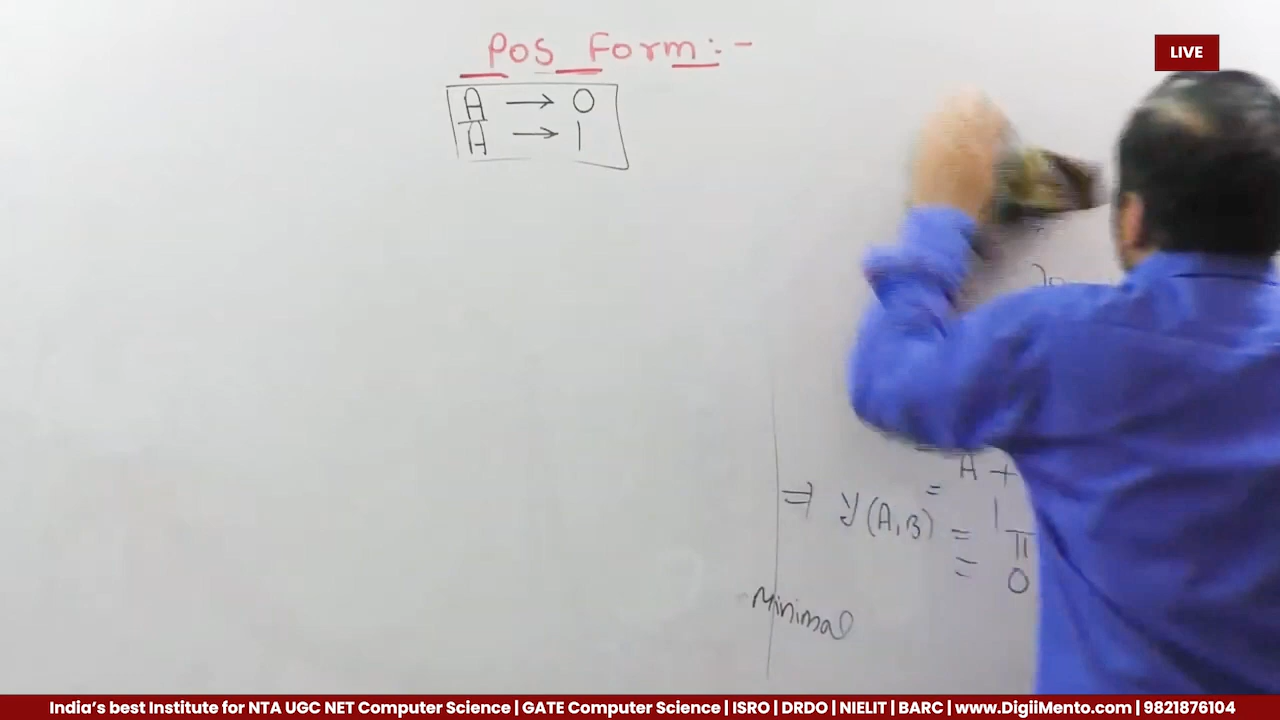 POS Form:-
LIVE
A → 0
A̅ → 1
A +
=
⇒ y(A,B) = 1
π
= 0
Minimal
India's best Institute for NTA UGC NET Computer Science | GATE Computer Science | ISRO | DRDO | NIELIT | BARC | www.DigiiMento.com | 9821876104